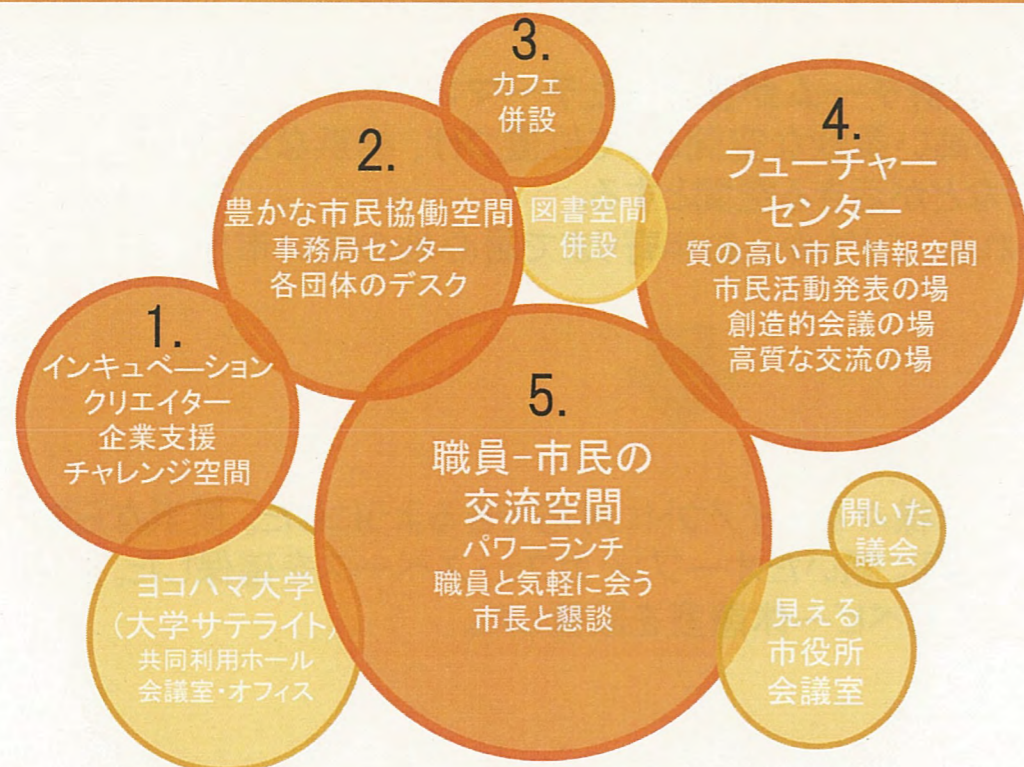 1.
インキュベーション
クリエイター
企業支援
チャレンジ空間
2.
豊かな市民協働空間
事務局センター
各団体のデスク
3.
カフェ
併設
図書空間
併設
4.
フューチャー
センター
質の高い市民情報空間
市民活動発表の場
創造的会議の場
高質な交流の場
5.
職員-市民の
交流空間
パワーランチ
職員と気軽に会う
市長と懇談
ヨコハマ大学
(大学サテライト)
共同利用ホール
会議室・オフィス
開いた
議会
見える
市役所
会議室